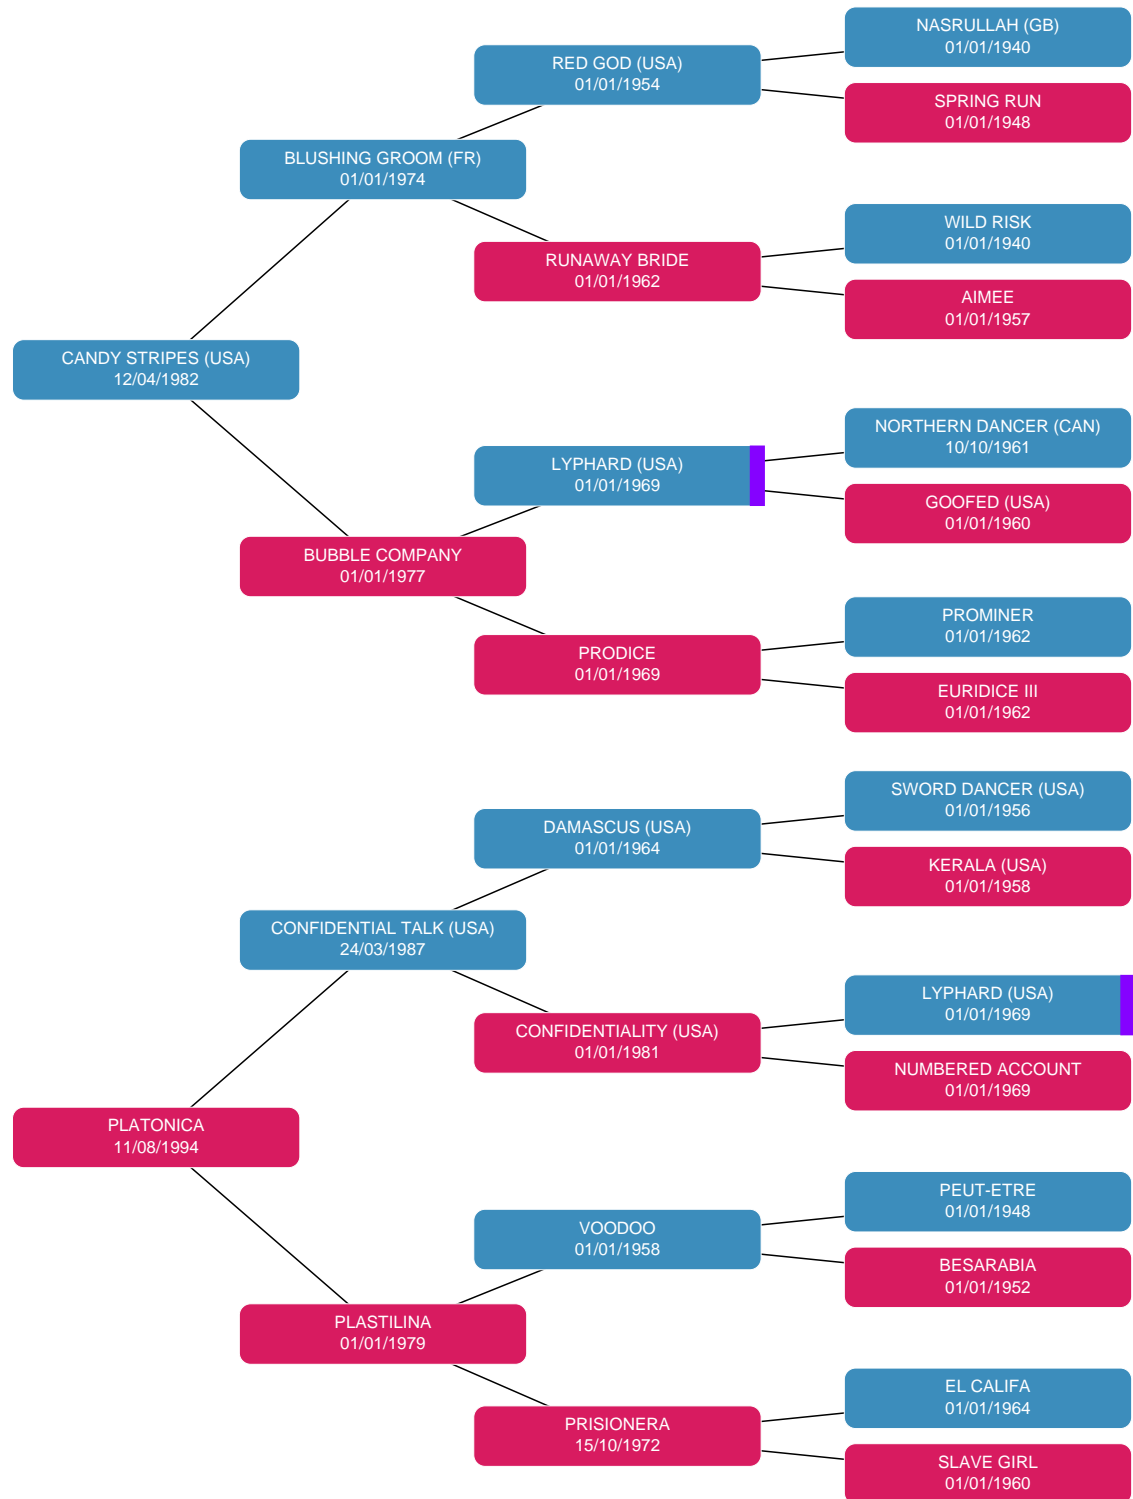 NASRULLAH (GB)
01/01/1940
RED GOD (USA)
01/01/1954
SPRING RUN
01/01/1948
BLUSHING GROOM (FR)
01/01/1974
WILD RISK
01/01/1940
RUNAWAY BRIDE
01/01/1962
AIMEE
01/01/1957
CANDY STRIPES (USA)
12/04/1982
NORTHERN DANCER (CAN)
10/10/1961
LYPHARD (USA)
01/01/1969
GOOFED (USA)
01/01/1960
BUBBLE COMPANY
01/01/1977
PROMINER
01/01/1962
PRODICE
01/01/1969
EURIDICE III
01/01/1962
SWORD DANCER (USA)
01/01/1956
DAMASCUS (USA)
01/01/1964
KERALA (USA)
01/01/1958
CONFIDENTIAL TALK (USA)
24/03/1987
LYPHARD (USA)
01/01/1969
CONFIDENTIALITY (USA)
01/01/1981
NUMBERED ACCOUNT
01/01/1969
PLATONICA
11/08/1994
PEUT-ETRE
01/01/1948
VOODOO
01/01/1958
BESARABIA
01/01/1952
PLASTILINA
01/01/1979
EL CALIFA
01/01/1964
PRISIONERA
15/10/1972
SLAVE GIRL
01/01/1960